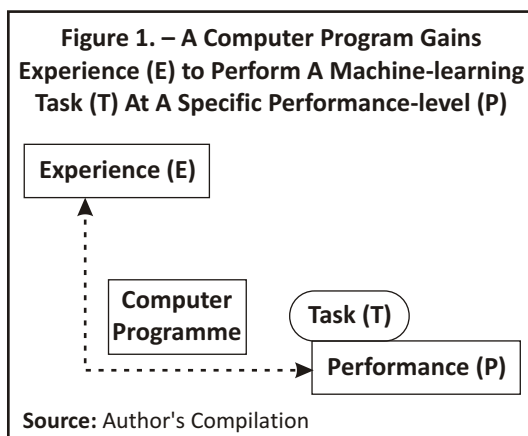 Figure 1. – A Computer Program Gains
Experience (E) to Perform A Machine-learning
Task (T) At A Specific Performance-level (P)
Experience (E)
Computer
Programme
Task (T)
Performance (P)
Source: Author's Compilation